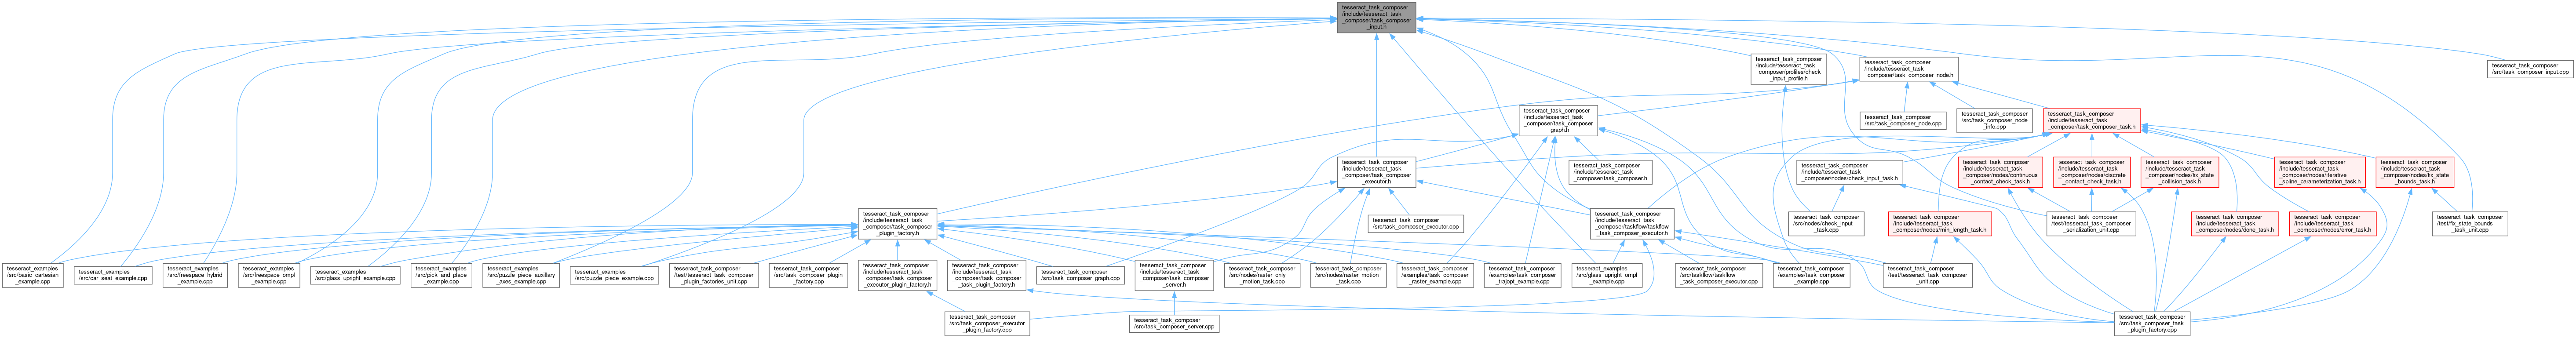 tesseract_task_composer
/include/tesseract_task
_composer/task_composer
_input.h
tesseract_task_composer
/include/tesseract_task
_composer/profiles/check
_input_profile.h
tesseract_task_composer
/include/tesseract_task
_composer/task_composer_node.h
tesseract_task_composer
/src/task_composer_input.cpp
tesseract_task_composer
/include/tesseract_task
_composer/task_composer
_graph.h
tesseract_task_composer
/src/task_composer_node.cpp
tesseract_task_composer
/src/task_composer_node
_info.cpp
tesseract_task_composer
/include/tesseract_task
_composer/task_composer_task.h
tesseract_task_composer
/include/tesseract_task
_composer/task_composer
_executor.h
tesseract_task_composer
/include/tesseract_task
_composer/task_composer.h
tesseract_task_composer
/include/tesseract_task
_composer/nodes/check_input_task.h
tesseract_task_composer
/include/tesseract_task
_composer/nodes/continuous
_contact_check_task.h
tesseract_task_composer
/include/tesseract_task
_composer/nodes/discrete
_contact_check_task.h
tesseract_task_composer
/include/tesseract_task
_composer/nodes/fix_state
_collision_task.h
tesseract_task_composer
/include/tesseract_task
_composer/nodes/iterative
_spline_parameterization_task.h
tesseract_task_composer
/include/tesseract_task
_composer/nodes/fix_state
_bounds_task.h
tesseract_task_composer
/include/tesseract_task
_composer/task_composer
_plugin_factory.h
tesseract_task_composer
/src/task_composer_executor.cpp
tesseract_task_composer
/include/tesseract_task
_composer/taskflow/taskflow
_task_composer_executor.h
tesseract_task_composer
/src/nodes/check_input
_task.cpp
tesseract_task_composer
/include/tesseract_task
_composer/nodes/min_length_task.h
tesseract_task_composer
/test/tesseract_task_composer
_serialization_unit.cpp
tesseract_task_composer
/include/tesseract_task
_composer/nodes/done_task.h
tesseract_task_composer
/include/tesseract_task
_composer/nodes/error_task.h
tesseract_task_composer
/test/fix_state_bounds
_task_unit.cpp
tesseract_examples
/src/basic_cartesian
_example.cpp
tesseract_examples
/src/car_seat_example.cpp
tesseract_examples
/src/freespace_hybrid
_example.cpp
tesseract_examples
/src/freespace_ompl
_example.cpp
tesseract_examples
/src/glass_upright_example.cpp
tesseract_examples
/src/pick_and_place
_example.cpp
tesseract_examples
/src/puzzle_piece_auxillary
_axes_example.cpp
tesseract_examples
/src/puzzle_piece_example.cpp
tesseract_task_composer
/test/tesseract_task_composer
_plugin_factories_unit.cpp
tesseract_task_composer
/src/task_composer_plugin
_factory.cpp
tesseract_task_composer
/include/tesseract_task
_composer/task_composer
_executor_plugin_factory.h
tesseract_task_composer
/include/tesseract_task
_composer/task_composer
_task_plugin_factory.h
tesseract_task_composer
/src/task_composer_graph.cpp
tesseract_task_composer
/include/tesseract_task
_composer/task_composer
_server.h
tesseract_task_composer
/src/nodes/raster_only
_motion_task.cpp
tesseract_task_composer
/src/nodes/raster_motion
_task.cpp
tesseract_task_composer
/examples/task_composer
_raster_example.cpp
tesseract_task_composer
/examples/task_composer
_trajopt_example.cpp
tesseract_examples
/src/glass_upright_ompl
_example.cpp
tesseract_task_composer
/src/taskflow/taskflow
_task_composer_executor.cpp
tesseract_task_composer
/examples/task_composer
_example.cpp
tesseract_task_composer
/test/tesseract_task_composer
_unit.cpp
tesseract_task_composer
/src/task_composer_executor
_plugin_factory.cpp
tesseract_task_composer
/src/task_composer_server.cpp
tesseract_task_composer
/src/task_composer_task
_plugin_factory.cpp